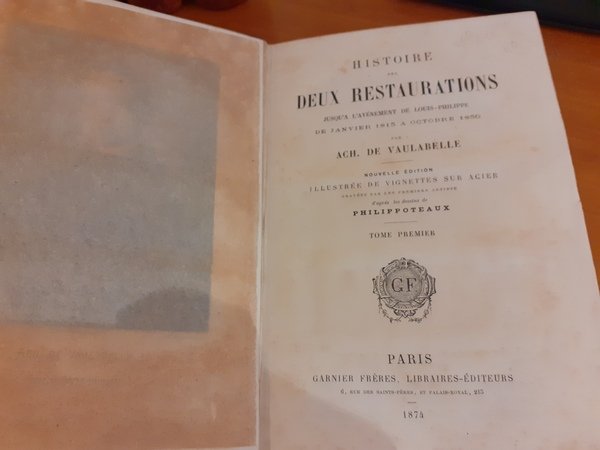 HISTOIRE
DES
DEUX RESTAURATIONS
JUSQU'A L'AVÉNEMENT DE LOUIS-PHILIPPE
DE JANVIER 1813 A OCTOBRE 1830
PAR
ACH. DE VAULABELLE
NOUVELLE ÉDITION
ILLUSTRÉE DE VIGNETTES SUR ACIER
GRAVÉES PAR LES PREMIERS ARTISTES
d'après les dessins de
PHILIPPOTEAUX
TOME PREMIER
GF
PARIS
GARNIER FRÈRES, LIBRAIRES-ÉDITEURS
6, RUE DES SAINTS-PÈRES, ET PALAIS-ROYAL, 215
1874